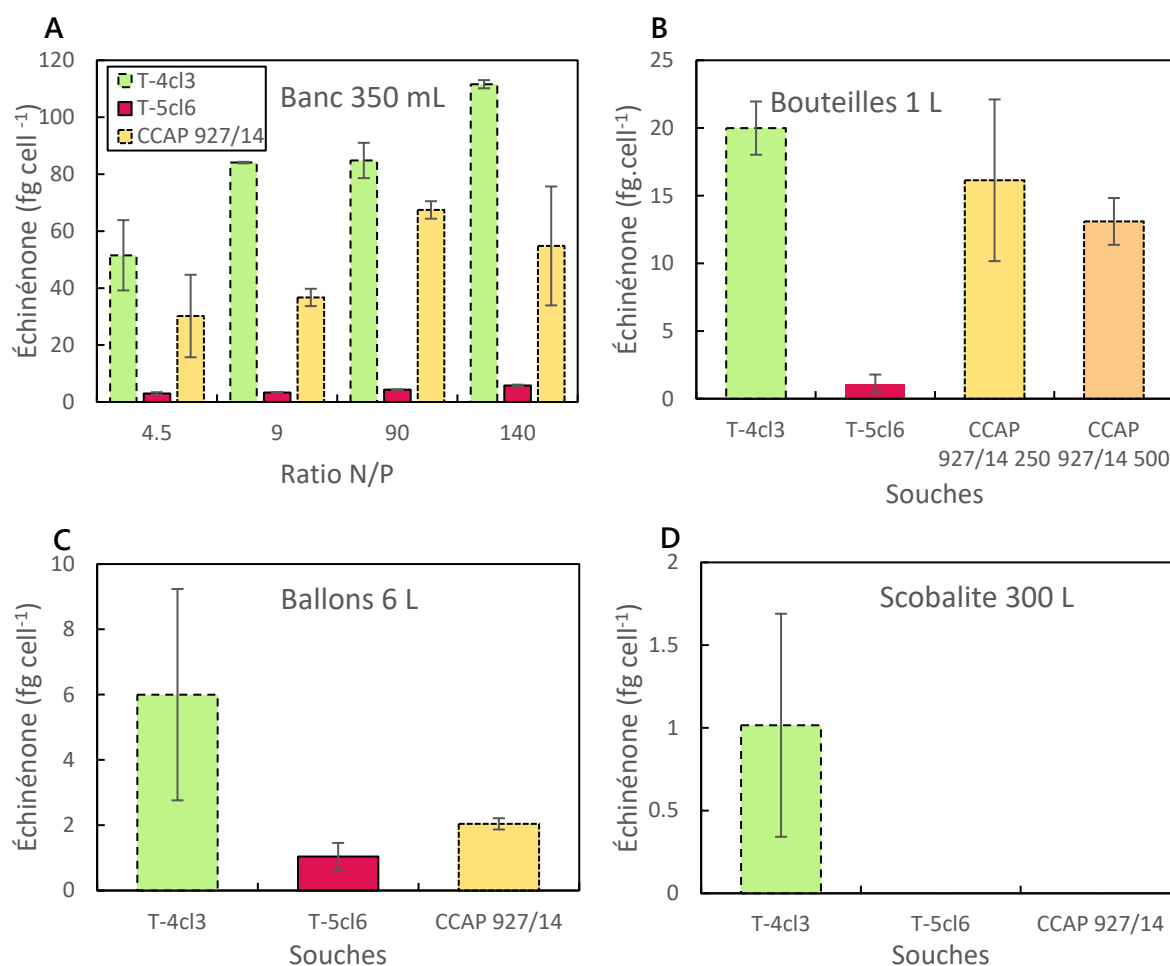 A
Échinénone (fg cell -1)
120
100
80
60
40
20
0
T-4cl3
T-5cl6
CCAP 927/14
Banc 350 mL
4.5 9 90 140
Ratio N/P
B
Échinénone (fg.cell-1)
25
20
15
10
5
0
Bouteilles 1 L
T-4cl3 T-5cl6 CCAP CCAP
927/14 250 927/14 500
Souches
C
Échinénone (fg cell-1)
10
8
6
4
2
0
Ballons 6 L
T-4cl3 T-5cl6 CCAP 927/14
Souches
D
Échinénone (fg cell-1)
2
1.5
1
0.5
0
Scobalite 300 L
T-4cl3 T-5cl6 CCAP 927/14
Souches